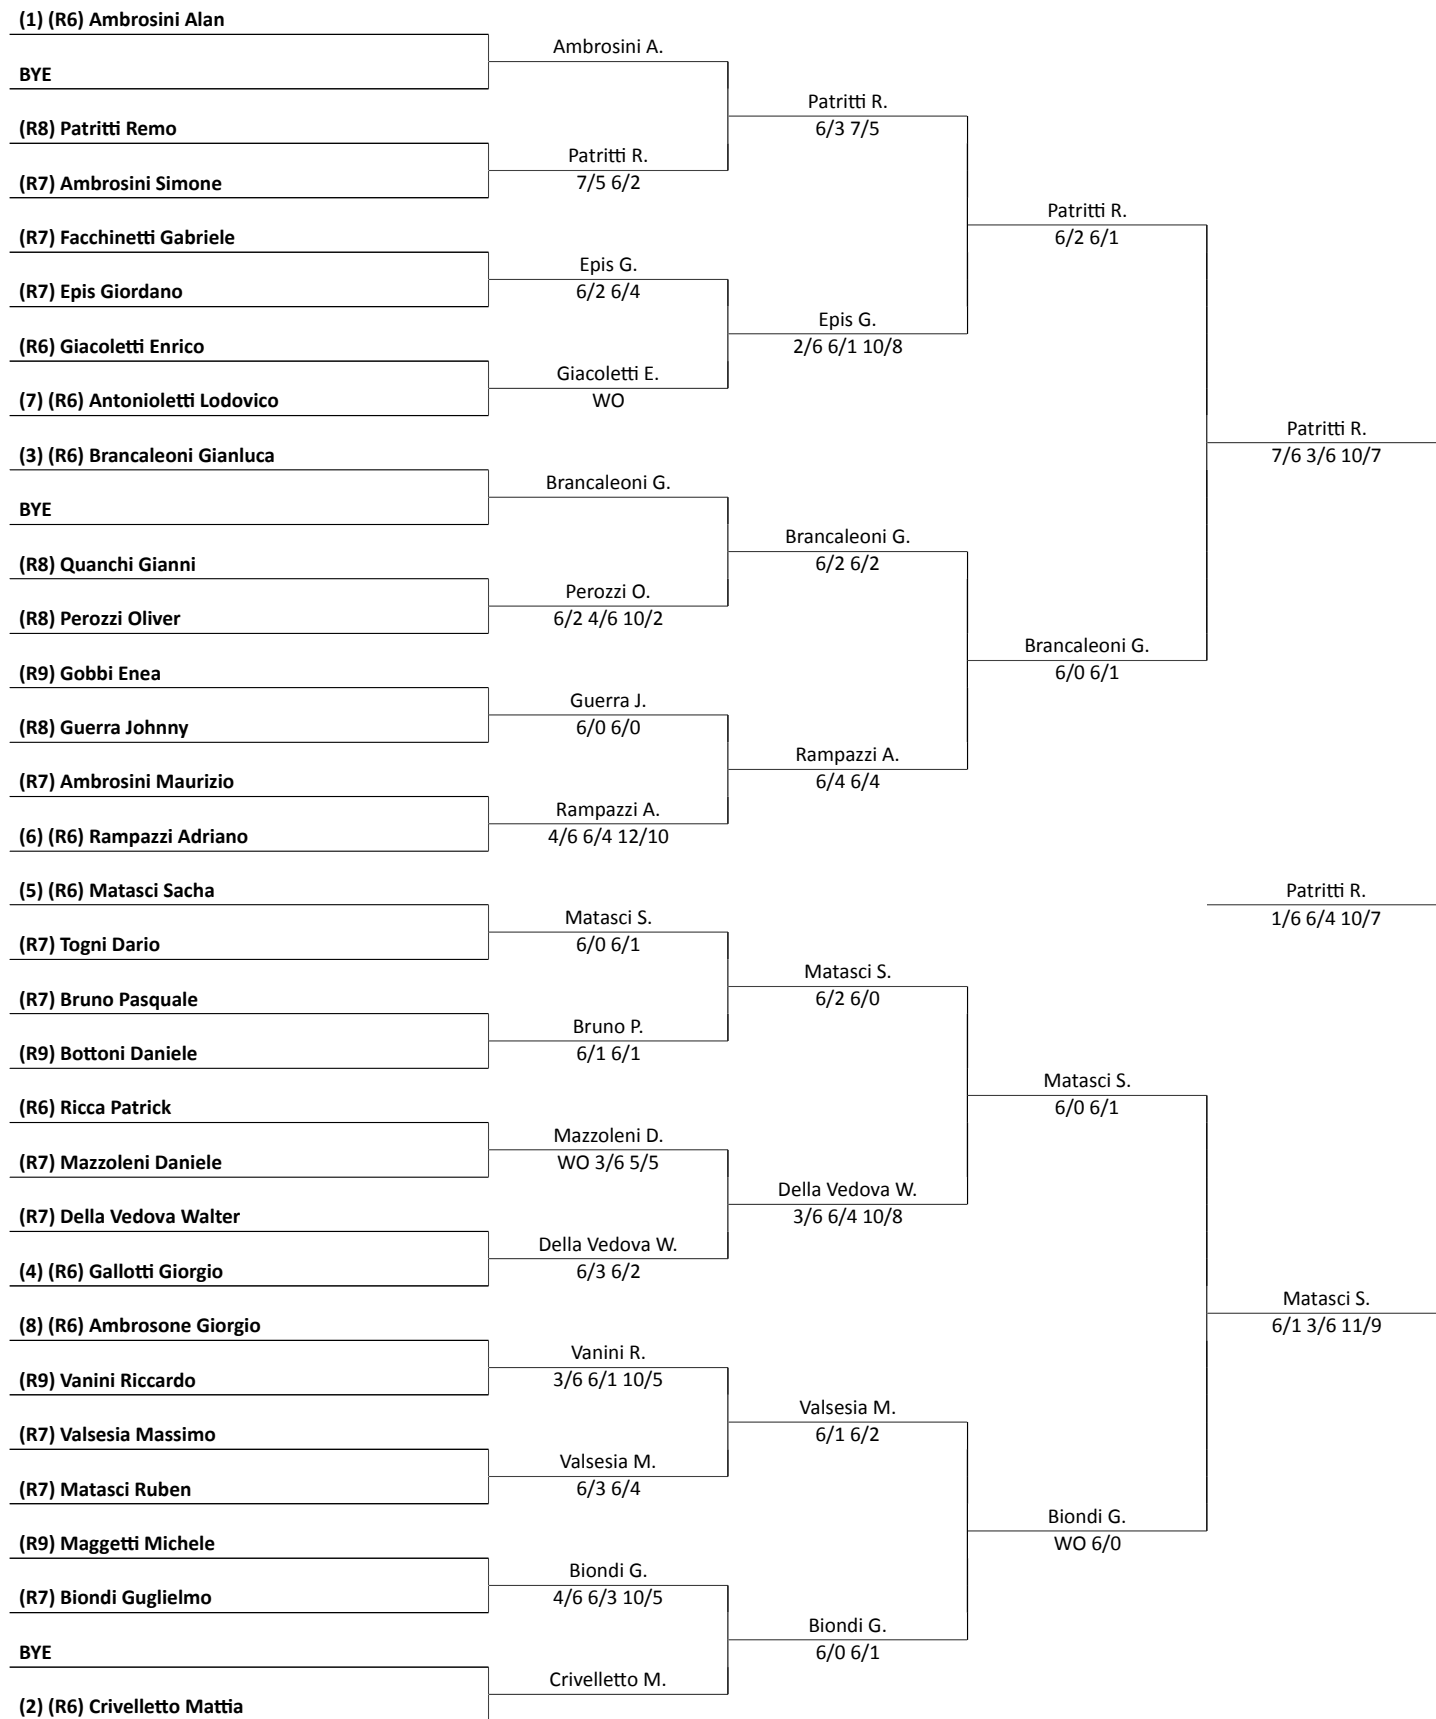 (1) (R6) Ambrosini Alan
Ambrosini A.
BYE
Patritti R.
6/3 7/5
(R8) Patritti Remo
Patritti R.
7/5 6/2
(R7) Ambrosini Simone
Patritti R.
6/2 6/1
(R7) Facchinetti Gabriele
Epis G.
6/2 6/4
(R7) Epis Giordano
Epis G.
2/6 6/1 10/8
(R6) Giacoletti Enrico
Giacoletti E.
WO
(7) (R6) Antonioletti Lodovico
Patritti R.
7/6 3/6 10/7
(3) (R6) Brancaleoni Gianluca
Brancaleoni G.
BYE
Brancaleoni G.
6/2 6/2
(R8) Quanchi Gianni
Perozzi O.
6/2 4/6 10/2
(R8) Perozzi Oliver
Brancaleoni G.
6/0 6/1
(R9) Gobbi Enea
Guerra J.
6/0 6/0
(R8) Guerra Johnny
Rampazzi A.
6/4 6/4
(R7) Ambrosini Maurizio
Rampazzi A.
4/6 6/4 12/10
(6) (R6) Rampazzi Adriano
(5) (R6) Matasci Sacha
Patritti R.
1/6 6/4 10/7
Matasci S.
6/0 6/1
(R7) Togni Dario
Matasci S.
6/2 6/0
(R7) Bruno Pasquale
Bruno P.
6/1 6/1
(R9) Bottoni Daniele
Matasci S.
6/0 6/1
(R6) Ricca Patrick
Mazzoleni D.
WO 3/6 5/5
(R7) Mazzoleni Daniele
Della Vedova W.
3/6 6/4 10/8
(R7) Della Vedova Walter
Della Vedova W.
6/3 6/2
(4) (R6) Gallotti Giorgio
Matasci S.
6/1 3/6 11/9
(8) (R6) Ambrosone Giorgio
Vanini R.
3/6 6/1 10/5
(R9) Vanini Riccardo
Valsesia M.
6/1 6/2
(R7) Valsesia Massimo
Valsesia M.
6/3 6/4
(R7) Matasci Ruben
Biondi G.
WO 6/0
(R9) Maggetti Michele
Biondi G.
4/6 6/3 10/5
(R7) Biondi Guglielmo
Biondi G.
6/0 6/1
BYE
Crivelletto M.
(2) (R6) Crivelletto Mattia